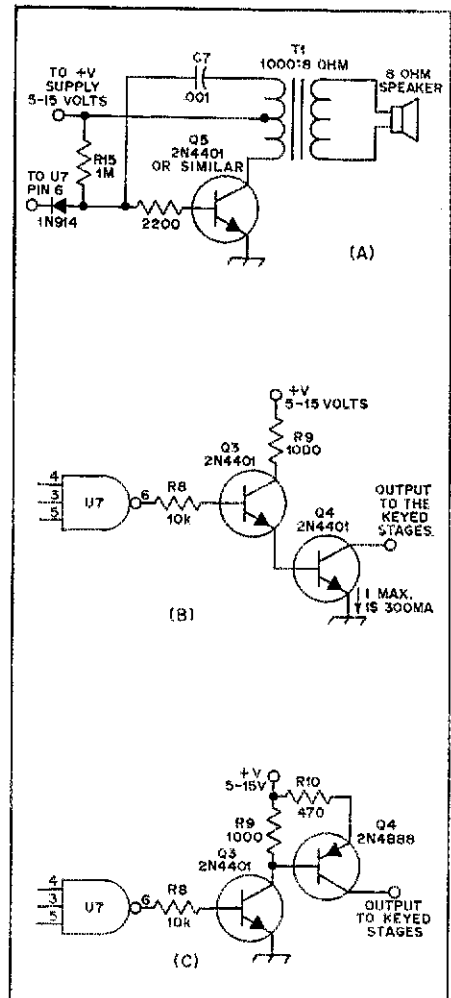 C7
.001
T1
1000:8 OHM
8 OHM
SPEAKER
TO +V
SUPPLY
5-15 VOLTS
R15
1M
Q5
2N4401
OR SIMILAR
TO U7
PIN 6
1N914
2200
(A)
+V
5-15 VOLTS
R9
1000
Q3
2N4401
4
3
5
U7
6
R8
10k
Q4
2N4401
OUTPUT
TO THE
KEYED
STAGES
I MAX.
IS 300MA
(B)
+V
5-15V
R10
470
R9
1000
Q3
2N4401
Q4
2N4888
4
3
5
U7
6
R8
10k
OUTPUT
TO KEYED
STAGES
(C)